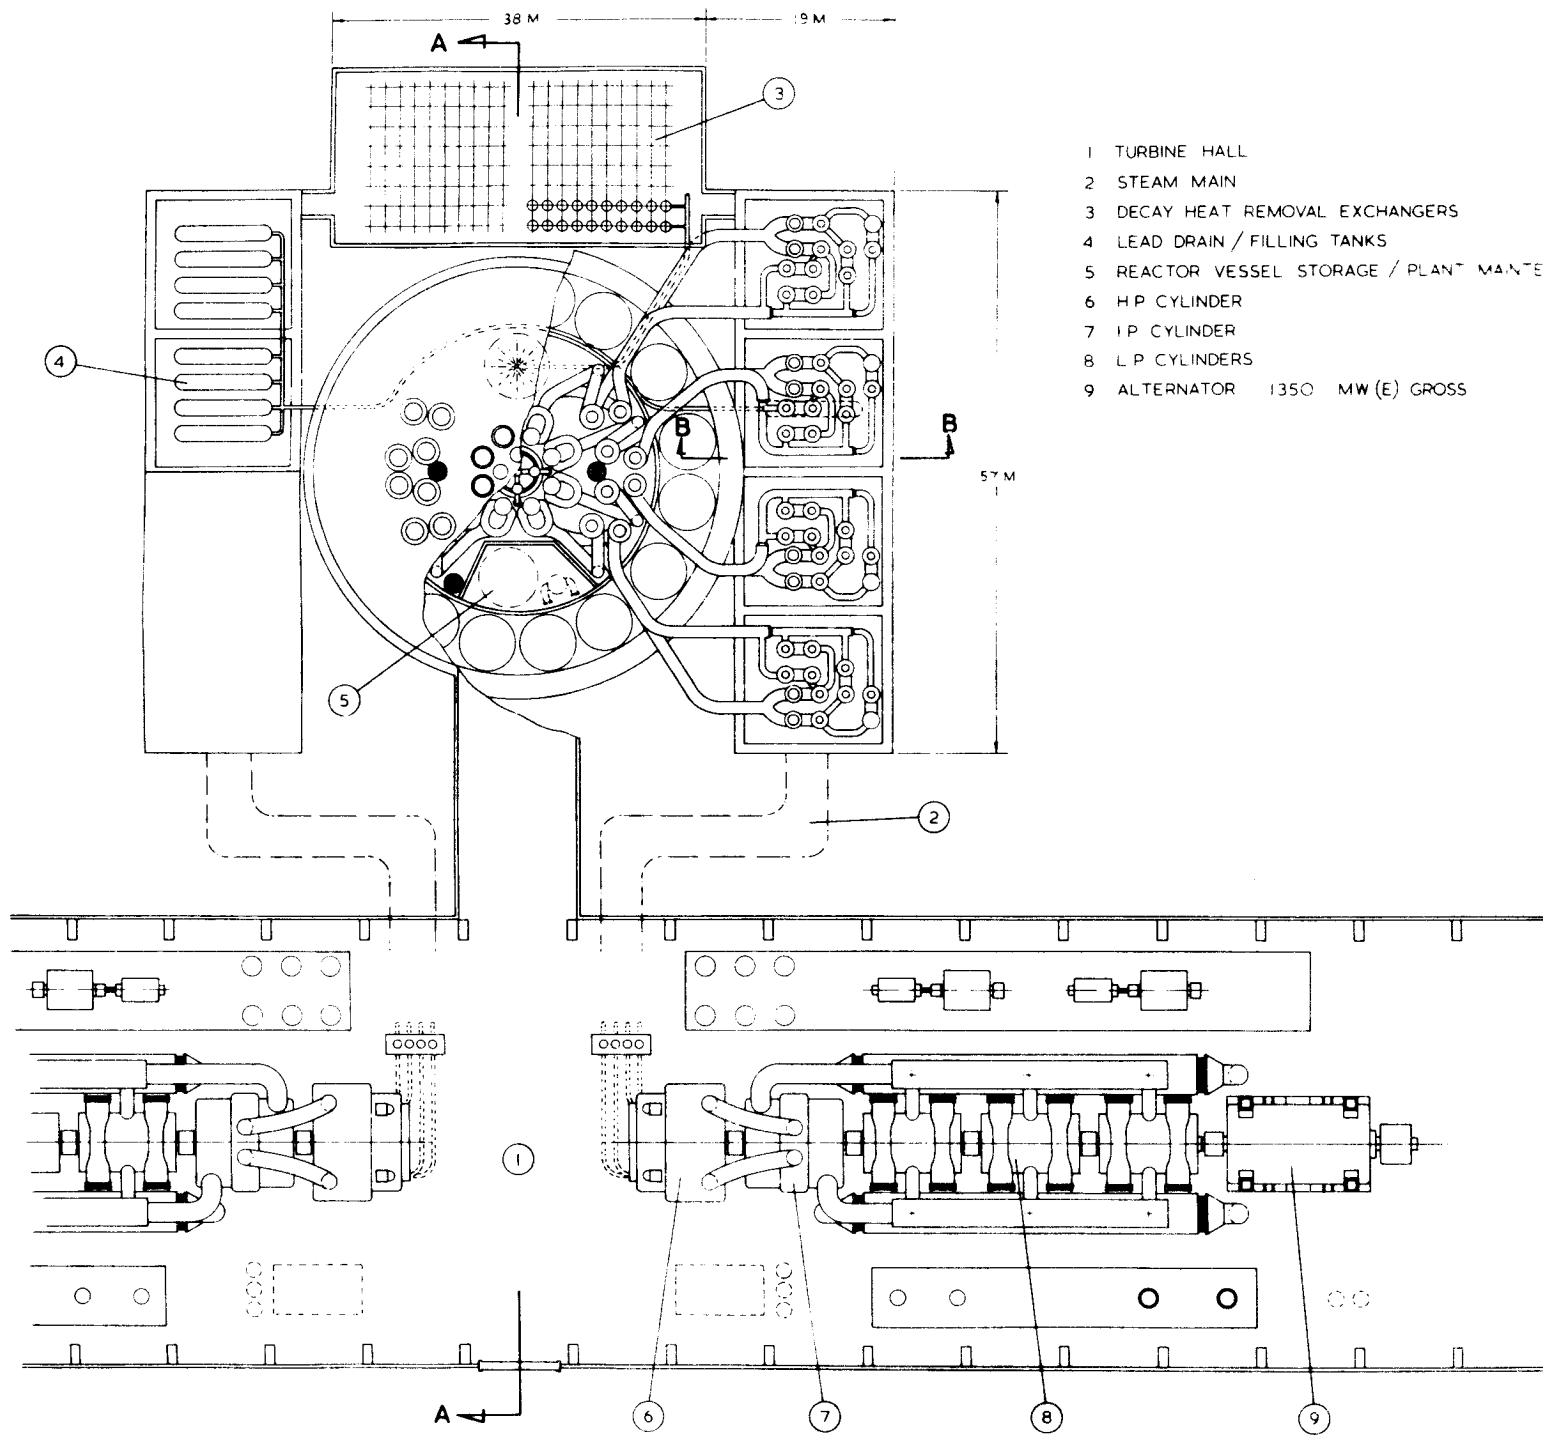 38 M
19 M
A
3
1 TURBINE HALL
2 STEAM MAIN
3 DECAY HEAT REMOVAL EXCHANGERS
4 LEAD DRAIN / FILLING TANKS
5 REACTOR VESSEL STORAGE / PLANT MAINTE
6 H P CYLINDER
7 I P CYLINDER
8 L P CYLINDERS
9 ALTERNATOR 1350 MW (E) GROSS
4
B
B
57 M
5
2
1
A
6
7
8
9